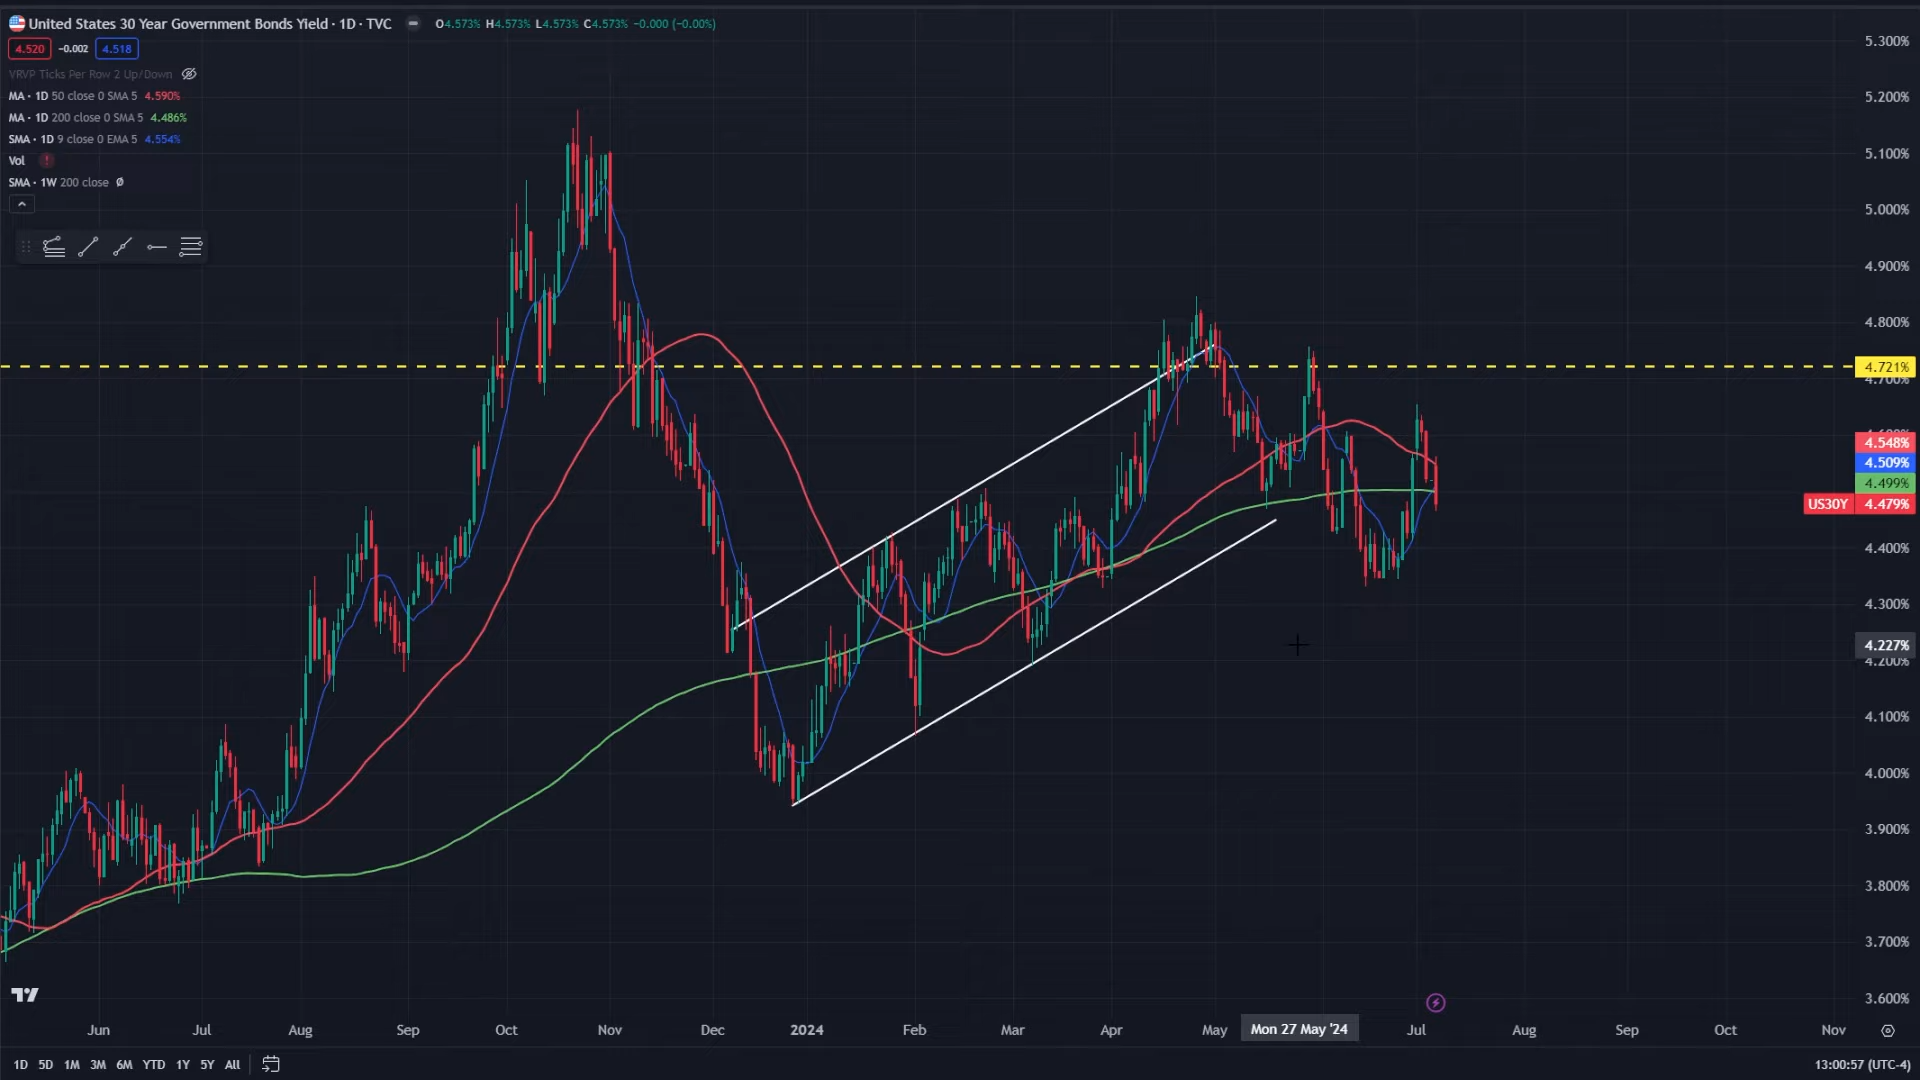 United States 30 Year Government Bonds Yield · 1D · TVC O4.573% H4.573% L4.573% C4.573% −0.000 (−0.00%)
4.520 −0.002 4.518
VRVP Ticks Per Row 2 Up/Down
MA · 1D 50 close 0 SMA 5 4.590%
MA · 1D 200 close 0 SMA 5 4.486%
SMA · 1D 9 close 0 EMA 5 4.554%
Vol !
SMA · 1W 200 close Ø
5.300%
5.200%
5.100%
5.000%
4.900%
4.800%
4.721%
4.700%
4.548%
4.509%
4.499%
US30Y 4.479%
4.400%
4.300%
4.227%
4.200%
4.100%
4.000%
3.900%
3.800%
3.700%
3.600%
Jun Jul Aug Sep Oct Nov Dec 2024 Feb Mar Apr May Mon 27 May '24 Jul Aug Sep Oct Nov
1D 5D 1M 3M 6M YTD 1Y 5Y All 13:00:57 (UTC-4)